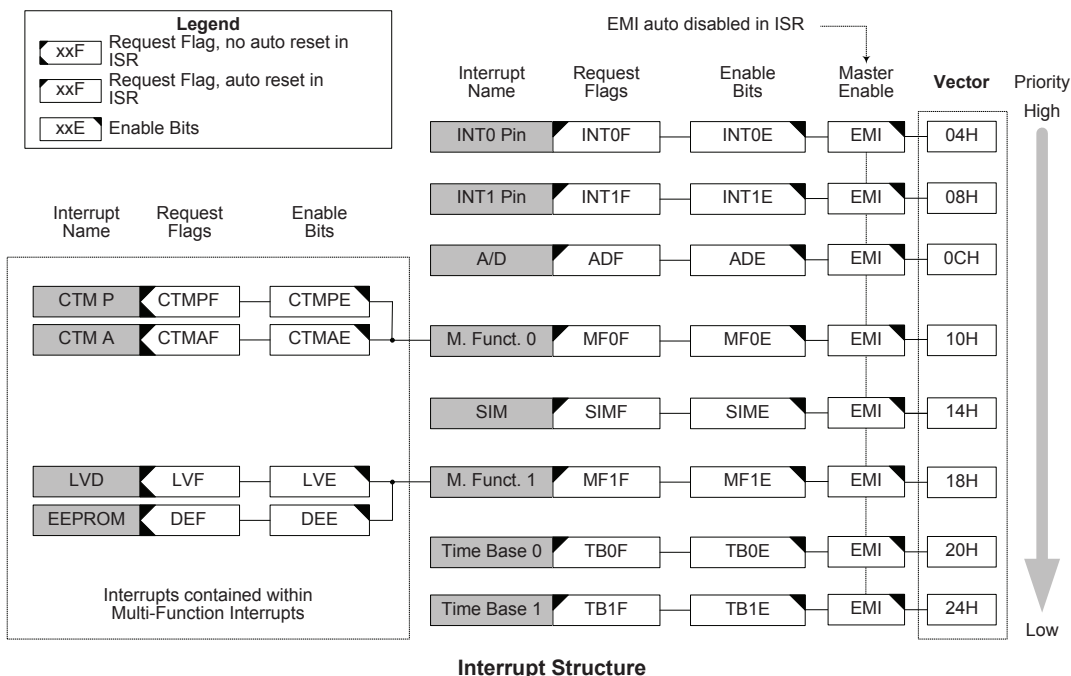 Legend
xxF Request Flag, no auto reset in
ISR
xxF Request Flag, auto reset in
ISR
xxE Enable Bits
EMI auto disabled in ISR
Interrupt
Name
Request
Flags
Enable
Bits
Master
Enable
Vector
Priority
High
INT0 Pin INT0F INT0E EMI 04H
INT1 Pin INT1F INT1E EMI 08H
A/D ADF ADE EMI 0CH
M. Funct. 0 MF0F MF0E EMI 10H
SIM SIMF SIME EMI 14H
M. Funct. 1 MF1F MF1E EMI 18H
Time Base 0 TB0F TB0E EMI 20H
Time Base 1 TB1F TB1E EMI 24H
Low
Interrupt
Name
Request
Flags
Enable
Bits
CTM P CTMPF CTMPE
CTM A CTMAF CTMAE
LVD LVF LVE
EEPROM DEF DEE
Interrupts contained within
Multi-Function Interrupts
Interrupt Structure